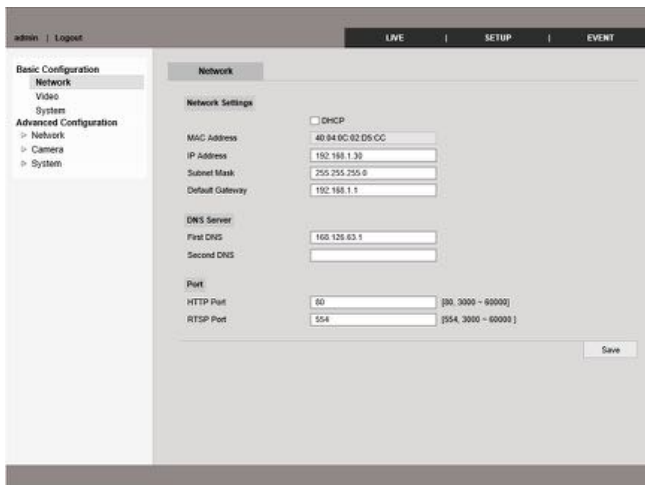 admin | Logout
LIVE | SETUP | EVENT
Basic Configuration
Network
Video
System
Advanced Configuration
▷ Network
▷ Camera
▷ System
Network
Network Settings
DHCP
MAC Address 40:04:0C:02:D5:CC
IP Address 192.168.1.30
Subnet Mask 255.255.255.0
Default Gateway 192.168.1.1
DNS Server
First DNS 168.126.63.1
Second DNS
Port
HTTP Port 80 [80, 3000 ~ 60000]
RTSP Port 554 [554, 3000 ~ 60000 ]
Save